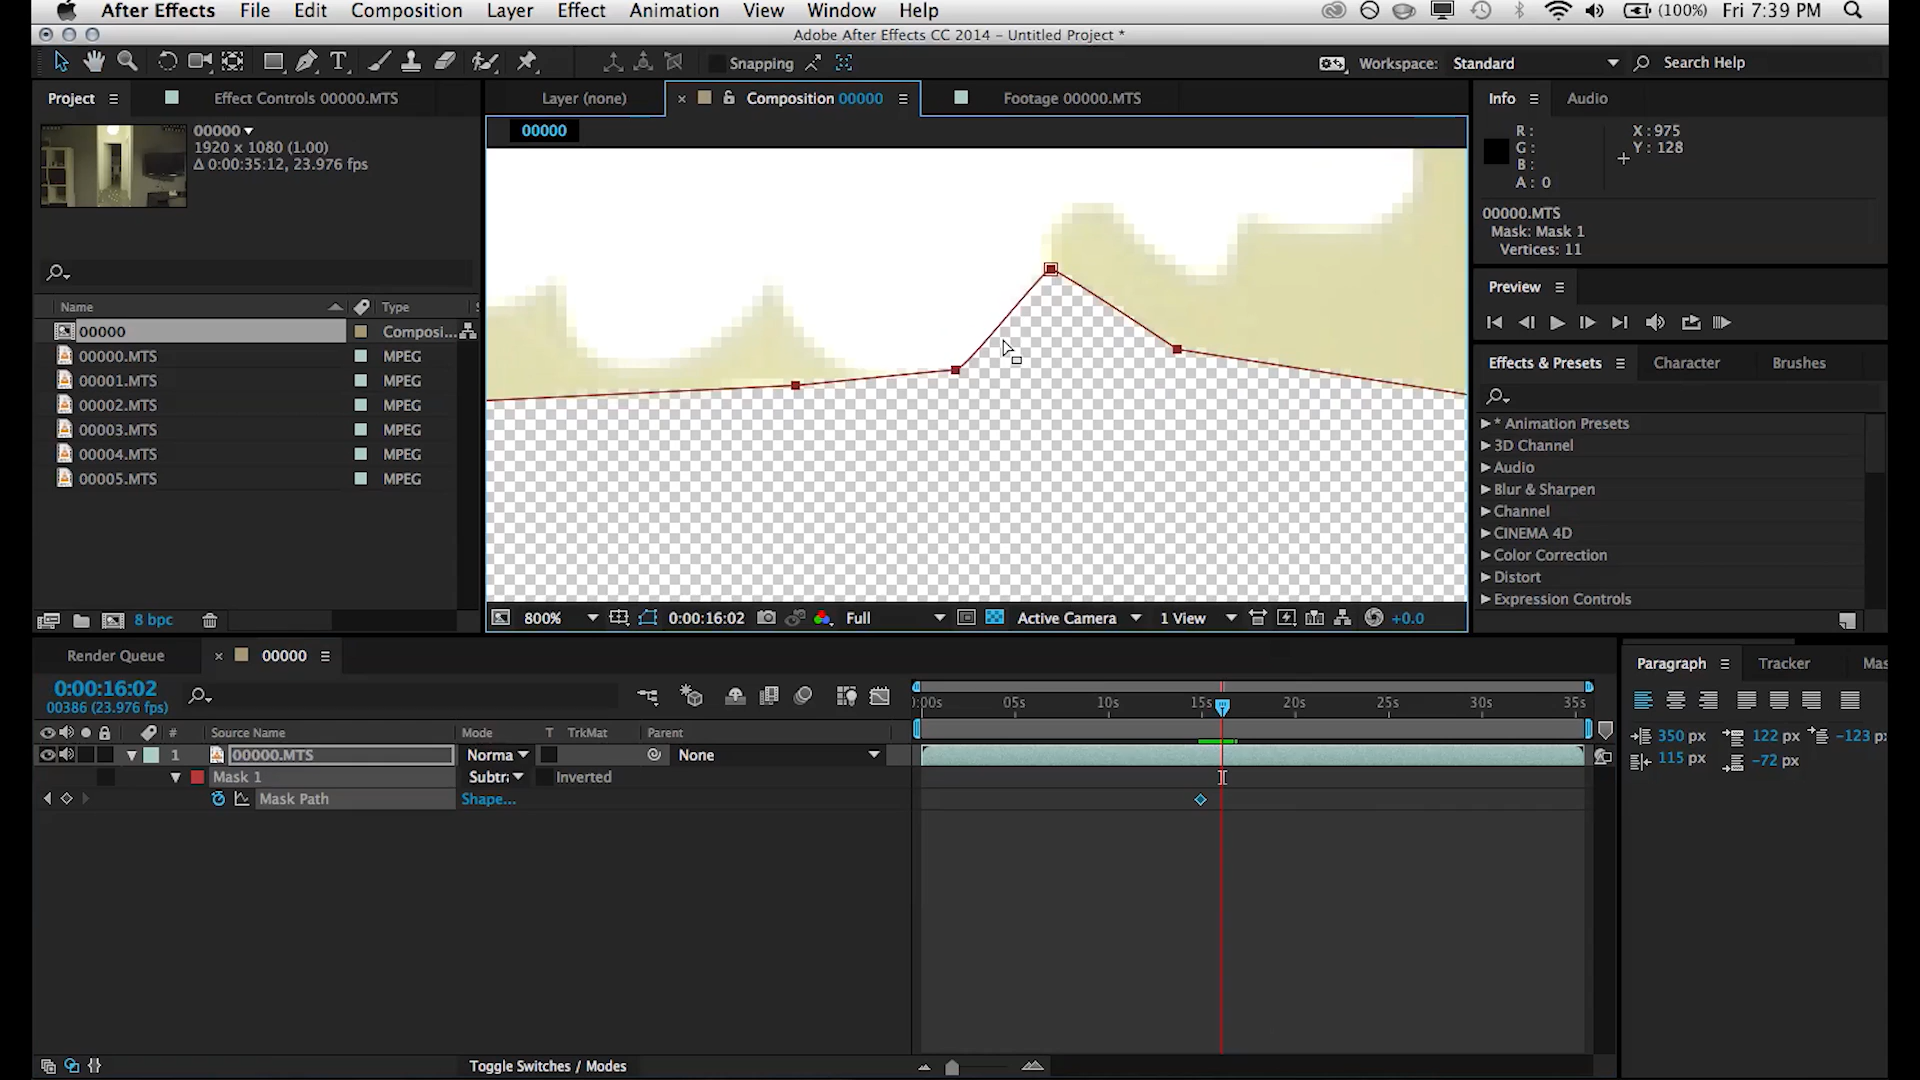 After Effects File Edit Composition Layer Effect Animation View Window Help (100%) Fri 7:39 PM
Adobe After Effects CC 2014 – Untitled Project *
Snapping Workspace: Standard Search Help
Project Effect Controls 00000.MTS Layer (none) Composition 00000 Footage 00000.MTS Info Audio
00000
1920 x 1080 (1.00)
Δ 0:00:35:12, 23.976 fps
00000
R: X: 975
G: Y: 128
B:
A: 0
00000.MTS
Mask: Mask 1
Vertices: 11
Preview
Name Type
00000 Composi...
00000.MTS MPEG
00001.MTS MPEG
00002.MTS MPEG
00003.MTS MPEG
00004.MTS MPEG
00005.MTS MPEG
Effects & Presets Character Brushes
* Animation Presets
3D Channel
Audio
Blur & Sharpen
Channel
CINEMA 4D
Color Correction
Distort
Expression Controls
8 bpc 800% 0:00:16:02 Full Active Camera 1 View +0.0
Render Queue 00000
0:00:16:02
00386 (23.976 fps)
):00s 05s 10s 15s 20s 25s 30s 35s
# Source Name Mode T TrkMat Parent
1 00000.MTS Norma None
Mask 1 Subtr Inverted
Mask Path Shape...
Paragraph Tracker Mas
350 px 122 px -123 p
115 px -72 px
Toggle Switches / Modes